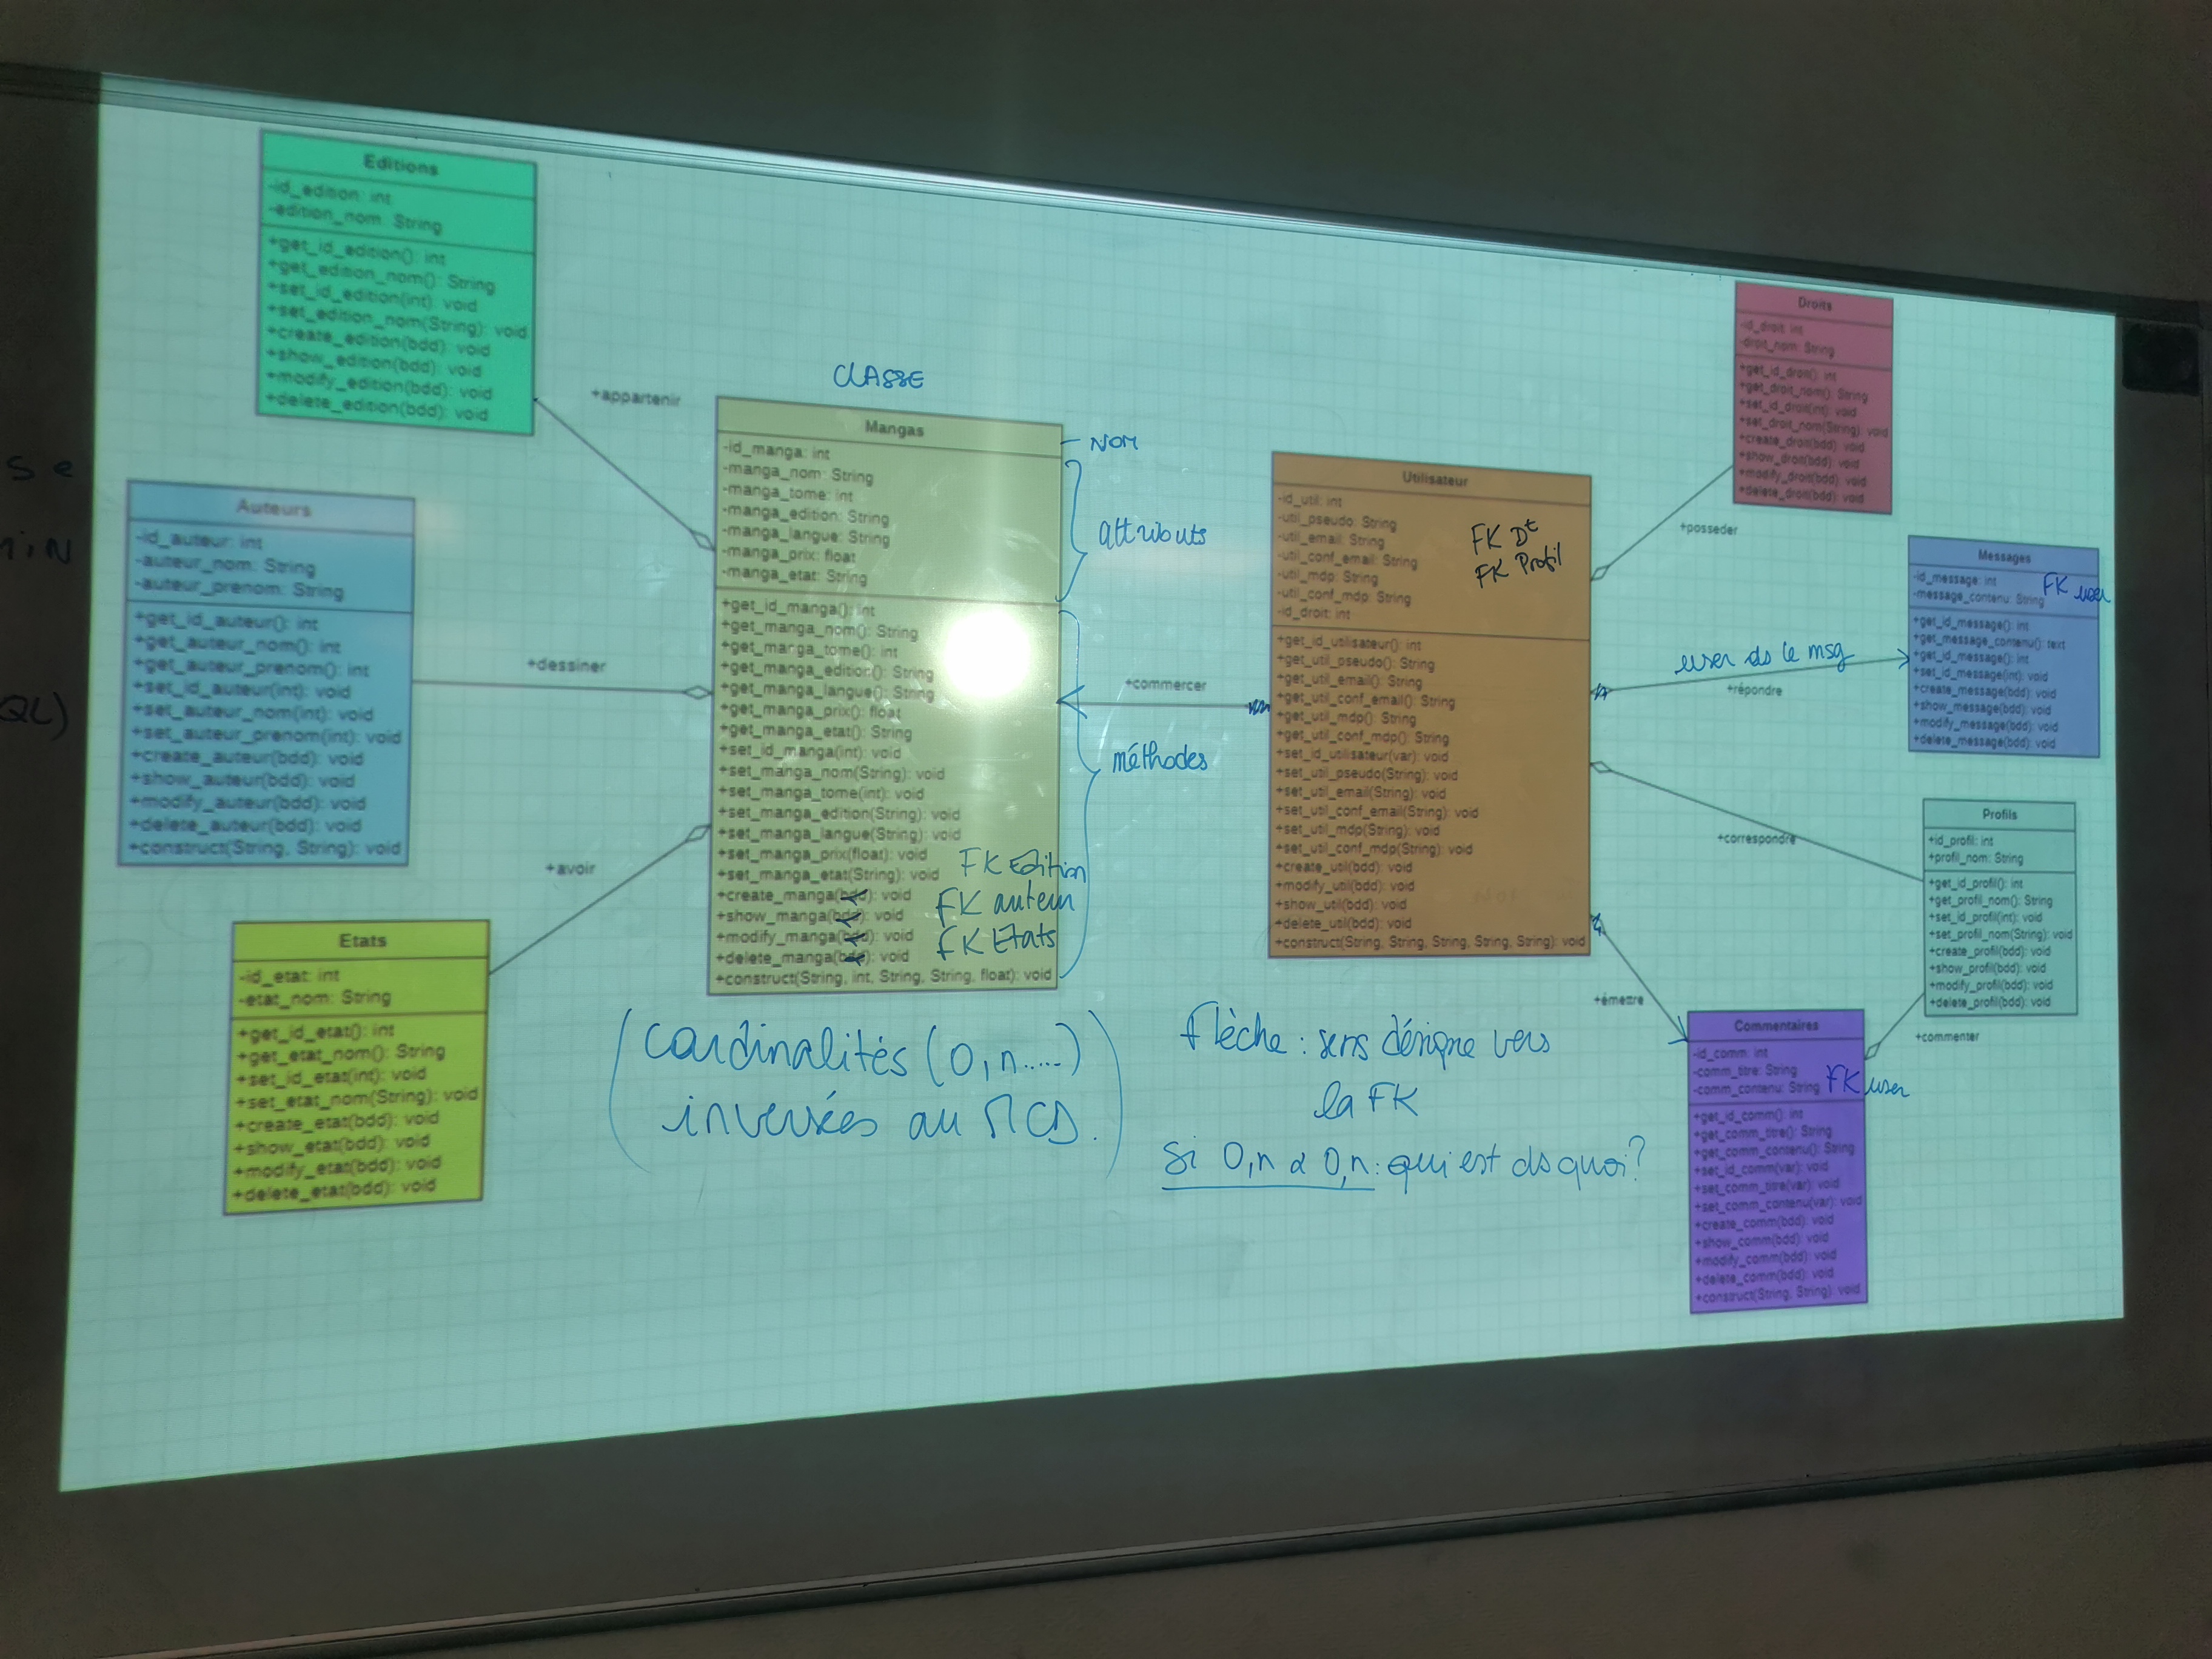 Editions
-id_edition: int
-edition_nom: String
+get_id_edition(): int
+get_edition_nom(): String
+set_id_edition(int): void
+set_edition_nom(String): void
+create_edition(bdd): void
+show_edition(bdd): void
+modify_edition(bdd): void
+delete_edition(bdd): void
+appartenir
Auteurs
-id_auteur: int
-auteur_nom: String
-auteur_prenom: String
+get_id_auteur(): int
+get_auteur_nom(): int
+get_auteur_prenom(): int
+set_id_auteur(int): void
+set_auteur_nom(int): void
+set_auteur_prenom(int): void
+create_auteur(bdd): void
+show_auteur(bdd): void
+modify_auteur(bdd): void
+delete_auteur(bdd): void
+construct(String, String): void
+dessiner
Etats
-id_etat: int
-etat_nom: String
+get_id_etat(): int
+get_etat_nom(): String
+set_id_etat(int): void
+set_etat_nom(String): void
+create_etat(bdd): void
+show_etat(bdd): void
+modify_etat(bdd): void
+delete_etat(bdd): void
+avoir
CLASSE
Mangas
-id_manga: int
-manga_nom: String
-manga_tome: int
-manga_edition: String
-manga_langue: String
-manga_prix: float
-manga_etat: String
+get_id_manga(): int
+get_manga_nom(): String
+get_manga_tome(): int
+get_manga_edition(): String
+get_manga_langue(): String
+get_manga_prix(): float
+get_manga_etat(): String
+set_id_manga(int): void
+set_manga_nom(String): void
+set_manga_tome(int): void
+set_manga_edition(String): void
+set_manga_langue(String): void
+set_manga_prix(float): void
+set_manga_etat(String): void
+create_manga(bdd): void
+show_manga(bdd): void
+modify_manga(bdd): void
+delete_manga(bdd): void
+construct(String, int, String, String, float): void
FK Edition
FK auteur
FK Etats
NOM
attributs
méthodes
+commercer
Utilisateur
-id_util: int
-util_pseudo: String
-util_email: String
-util_conf_email: String
-util_mdp: String
-util_conf_mdp: String
-id_droit: int
FK Dt
FK Profil
+get_id_utilisateur(): int
+get_util_pseudo(): String
+get_util_email(): String
+get_util_conf_email(): String
+get_util_mdp(): String
+get_util_conf_mdp(): String
+set_id_utilisateur(var): void
+set_util_pseudo(String): void
+set_util_email(String): void
+set_util_conf_email(String): void
+set_util_mdp(String): void
+set_util_conf_mdp(String): void
+create_util(bdd): void
+modify_util(bdd): void
+show_util(bdd): void
+delete_util(bdd): void
+construct(String, String, String, String, String): void
Droits
-id_droit: int
-droit_nom: String
+get_id_droit(): int
+get_droit_nom(): String
+set_id_droit(int): void
+set_droit_nom(String): void
+create_droit(bdd): void
+show_droit(bdd): void
+modify_droit(bdd): void
+delete_droit(bdd): void
+posseder
Messages
-id_message: int
-message_contenu: String
FK user
+get_id_message(): int
+get_message_contenu(): text
+get_id_message(): int
+set_id_message(int): void
+create_message(bdd): void
+show_message(bdd): void
+modify_message(bdd): void
+delete_message(bdd): void
user ds le msg
+répondre
Profils
+id_profil: int
+profil_nom: String
+get_id_profil(): int
+get_profil_nom(): String
+set_id_profil(int): void
+set_profil_nom(String): void
+create_profil(bdd): void
+show_profil(bdd): void
+modify_profil(bdd): void
+delete_profil(bdd): void
+correspondre
+commenter
+émettre
Commentaires
-id_comm: int
-comm_titre: String
-comm_contenu: String
FK user
+get_id_comm(): int
+get_comm_titre(): String
+get_comm_contenu(): String
+set_id_comm(var): void
+set_comm_titre(var): void
+set_comm_contenu(var): void
+create_comm(bdd): void
+show_comm(bdd): void
+modify_comm(bdd): void
+delete_comm(bdd): void
+construct(String, String): void
(cardinalités (0,n.....)
inversées au MCD.)
flèche : sens désigne vers
la FK
Si 0,n & 0,n : qui est ds quoi?